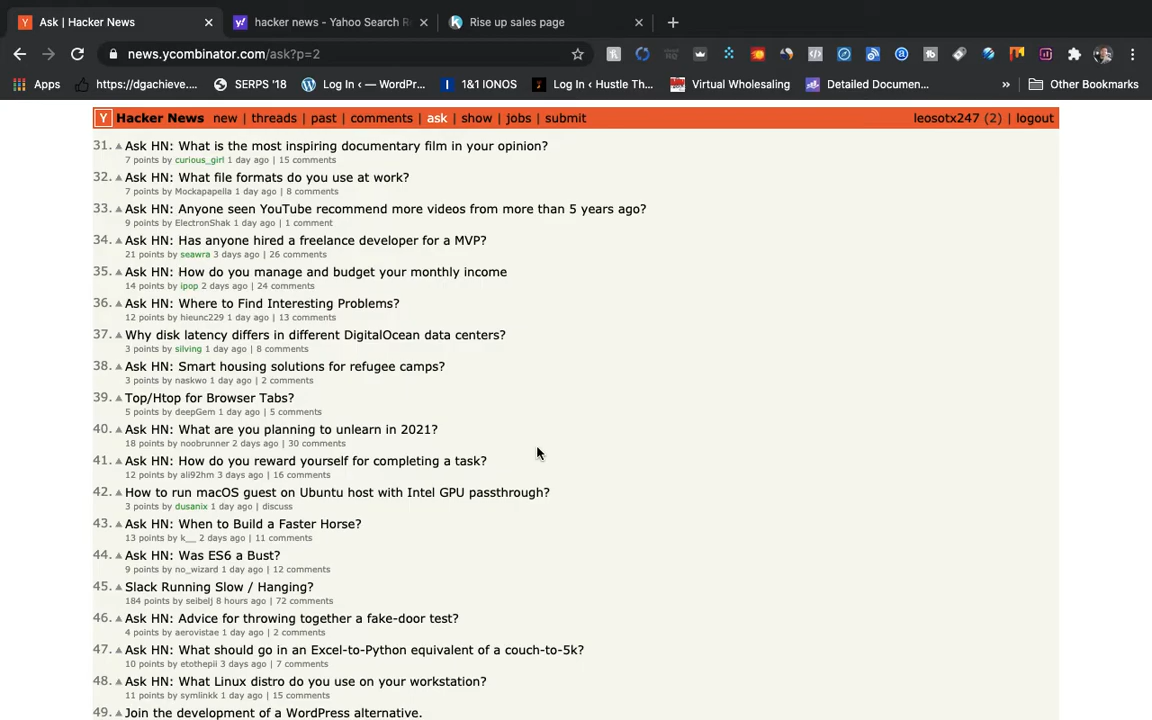 Ask | Hacker News
hacker news - Yahoo Search Re
Rise up sales page
news.ycombinator.com/ask?p=2
Apps
https://dgachieve....
SERPS '18
Log In ‹ — WordPr...
1&1 IONOS
Log In ‹ Hustle Th...
Virtual Wholesaling
Detailed Documen...
»
Other Bookmarks
Y Hacker News new | threads | past | comments | ask | show | jobs | submit
leosotx247 (2) | logout
31. Ask HN: What is the most inspiring documentary film in your opinion?
7 points by curious_girl 1 day ago | 15 comments
32. Ask HN: What file formats do you use at work?
7 points by Mockapapella 1 day ago | 8 comments
33. Ask HN: Anyone seen YouTube recommend more videos from more than 5 years ago?
9 points by ElectronShak 1 day ago | 1 comment
34. Ask HN: Has anyone hired a freelance developer for a MVP?
21 points by seawra 3 days ago | 26 comments
35. Ask HN: How do you manage and budget your monthly income
14 points by ipop 2 days ago | 24 comments
36. Ask HN: Where to Find Interesting Problems?
12 points by hieunc229 1 day ago | 13 comments
37. Why disk latency differs in different DigitalOcean data centers?
3 points by silving 1 day ago | 8 comments
38. Ask HN: Smart housing solutions for refugee camps?
3 points by naskwo 1 day ago | 2 comments
39. Top/Htop for Browser Tabs?
5 points by deepGem 1 day ago | 5 comments
40. Ask HN: What are you planning to unlearn in 2021?
18 points by noobrunner 2 days ago | 30 comments
41. Ask HN: How do you reward yourself for completing a task?
12 points by ali92hm 3 days ago | 16 comments
42. How to run macOS guest on Ubuntu host with Intel GPU passthrough?
3 points by dusanix 1 day ago | discuss
43. Ask HN: When to Build a Faster Horse?
13 points by k__ 2 days ago | 11 comments
44. Ask HN: Was ES6 a Bust?
9 points by no_wizard 1 day ago | 12 comments
45. Slack Running Slow / Hanging?
184 points by seibelj 8 hours ago | 72 comments
46. Ask HN: Advice for throwing together a fake-door test?
4 points by aerovistae 1 day ago | 2 comments
47. Ask HN: What should go in an Excel-to-Python equivalent of a couch-to-5k?
10 points by etothepii 3 days ago | 7 comments
48. Ask HN: What Linux distro do you use on your workstation?
11 points by symlinkk 1 day ago | 15 comments
49. Join the development of a WordPress alternative.